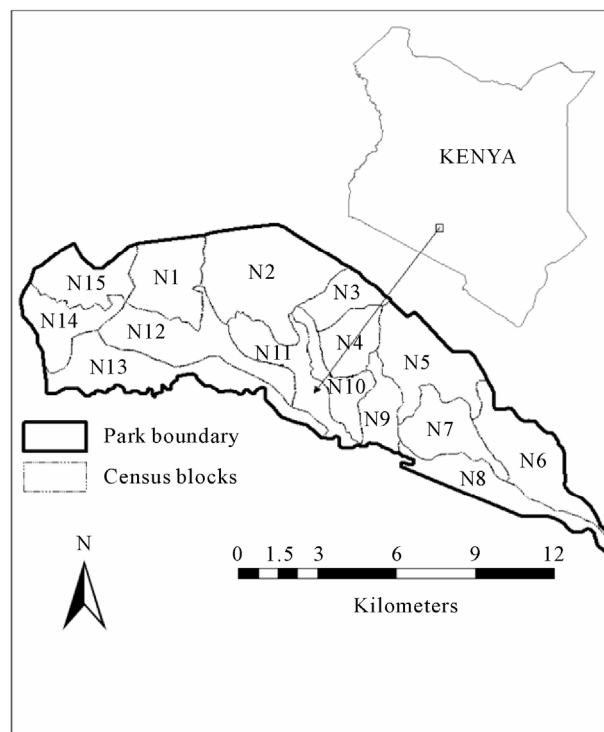 KENYA
N15
N1
N2
N3
N14
N12
N4
N11
N5
N13
N10
N9
N7
N6
N8
Park boundary
Census blocks
N
0 1.5 3 6 9 12
Kilometers